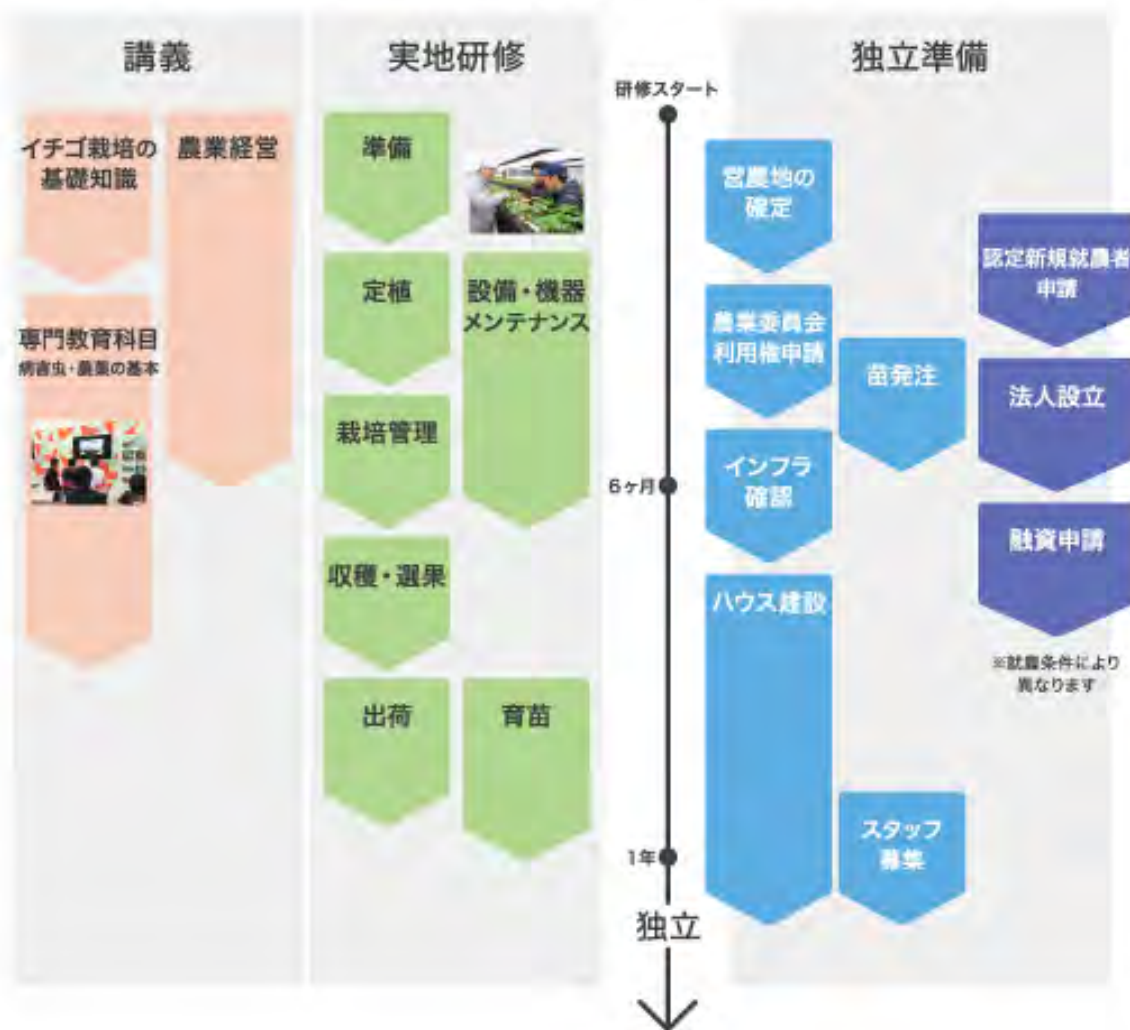 講義
イチゴ栽培の
基礎知識
農業経営
専門教育科目
病害虫・農薬の基本
実地研修
準備
定植
設備・機器
メンテナンス
栽培管理
収穫・選果
出荷
育苗
研修スタート
6ヶ月
1年
独立
独立準備
営農地の
確定
農業委員会
利用権申請
苗発注
インフラ
確認
ハウス建設
スタッフ
募集
認定新規就農者
申請
法人設立
融資申請
※就農条件により
異なります